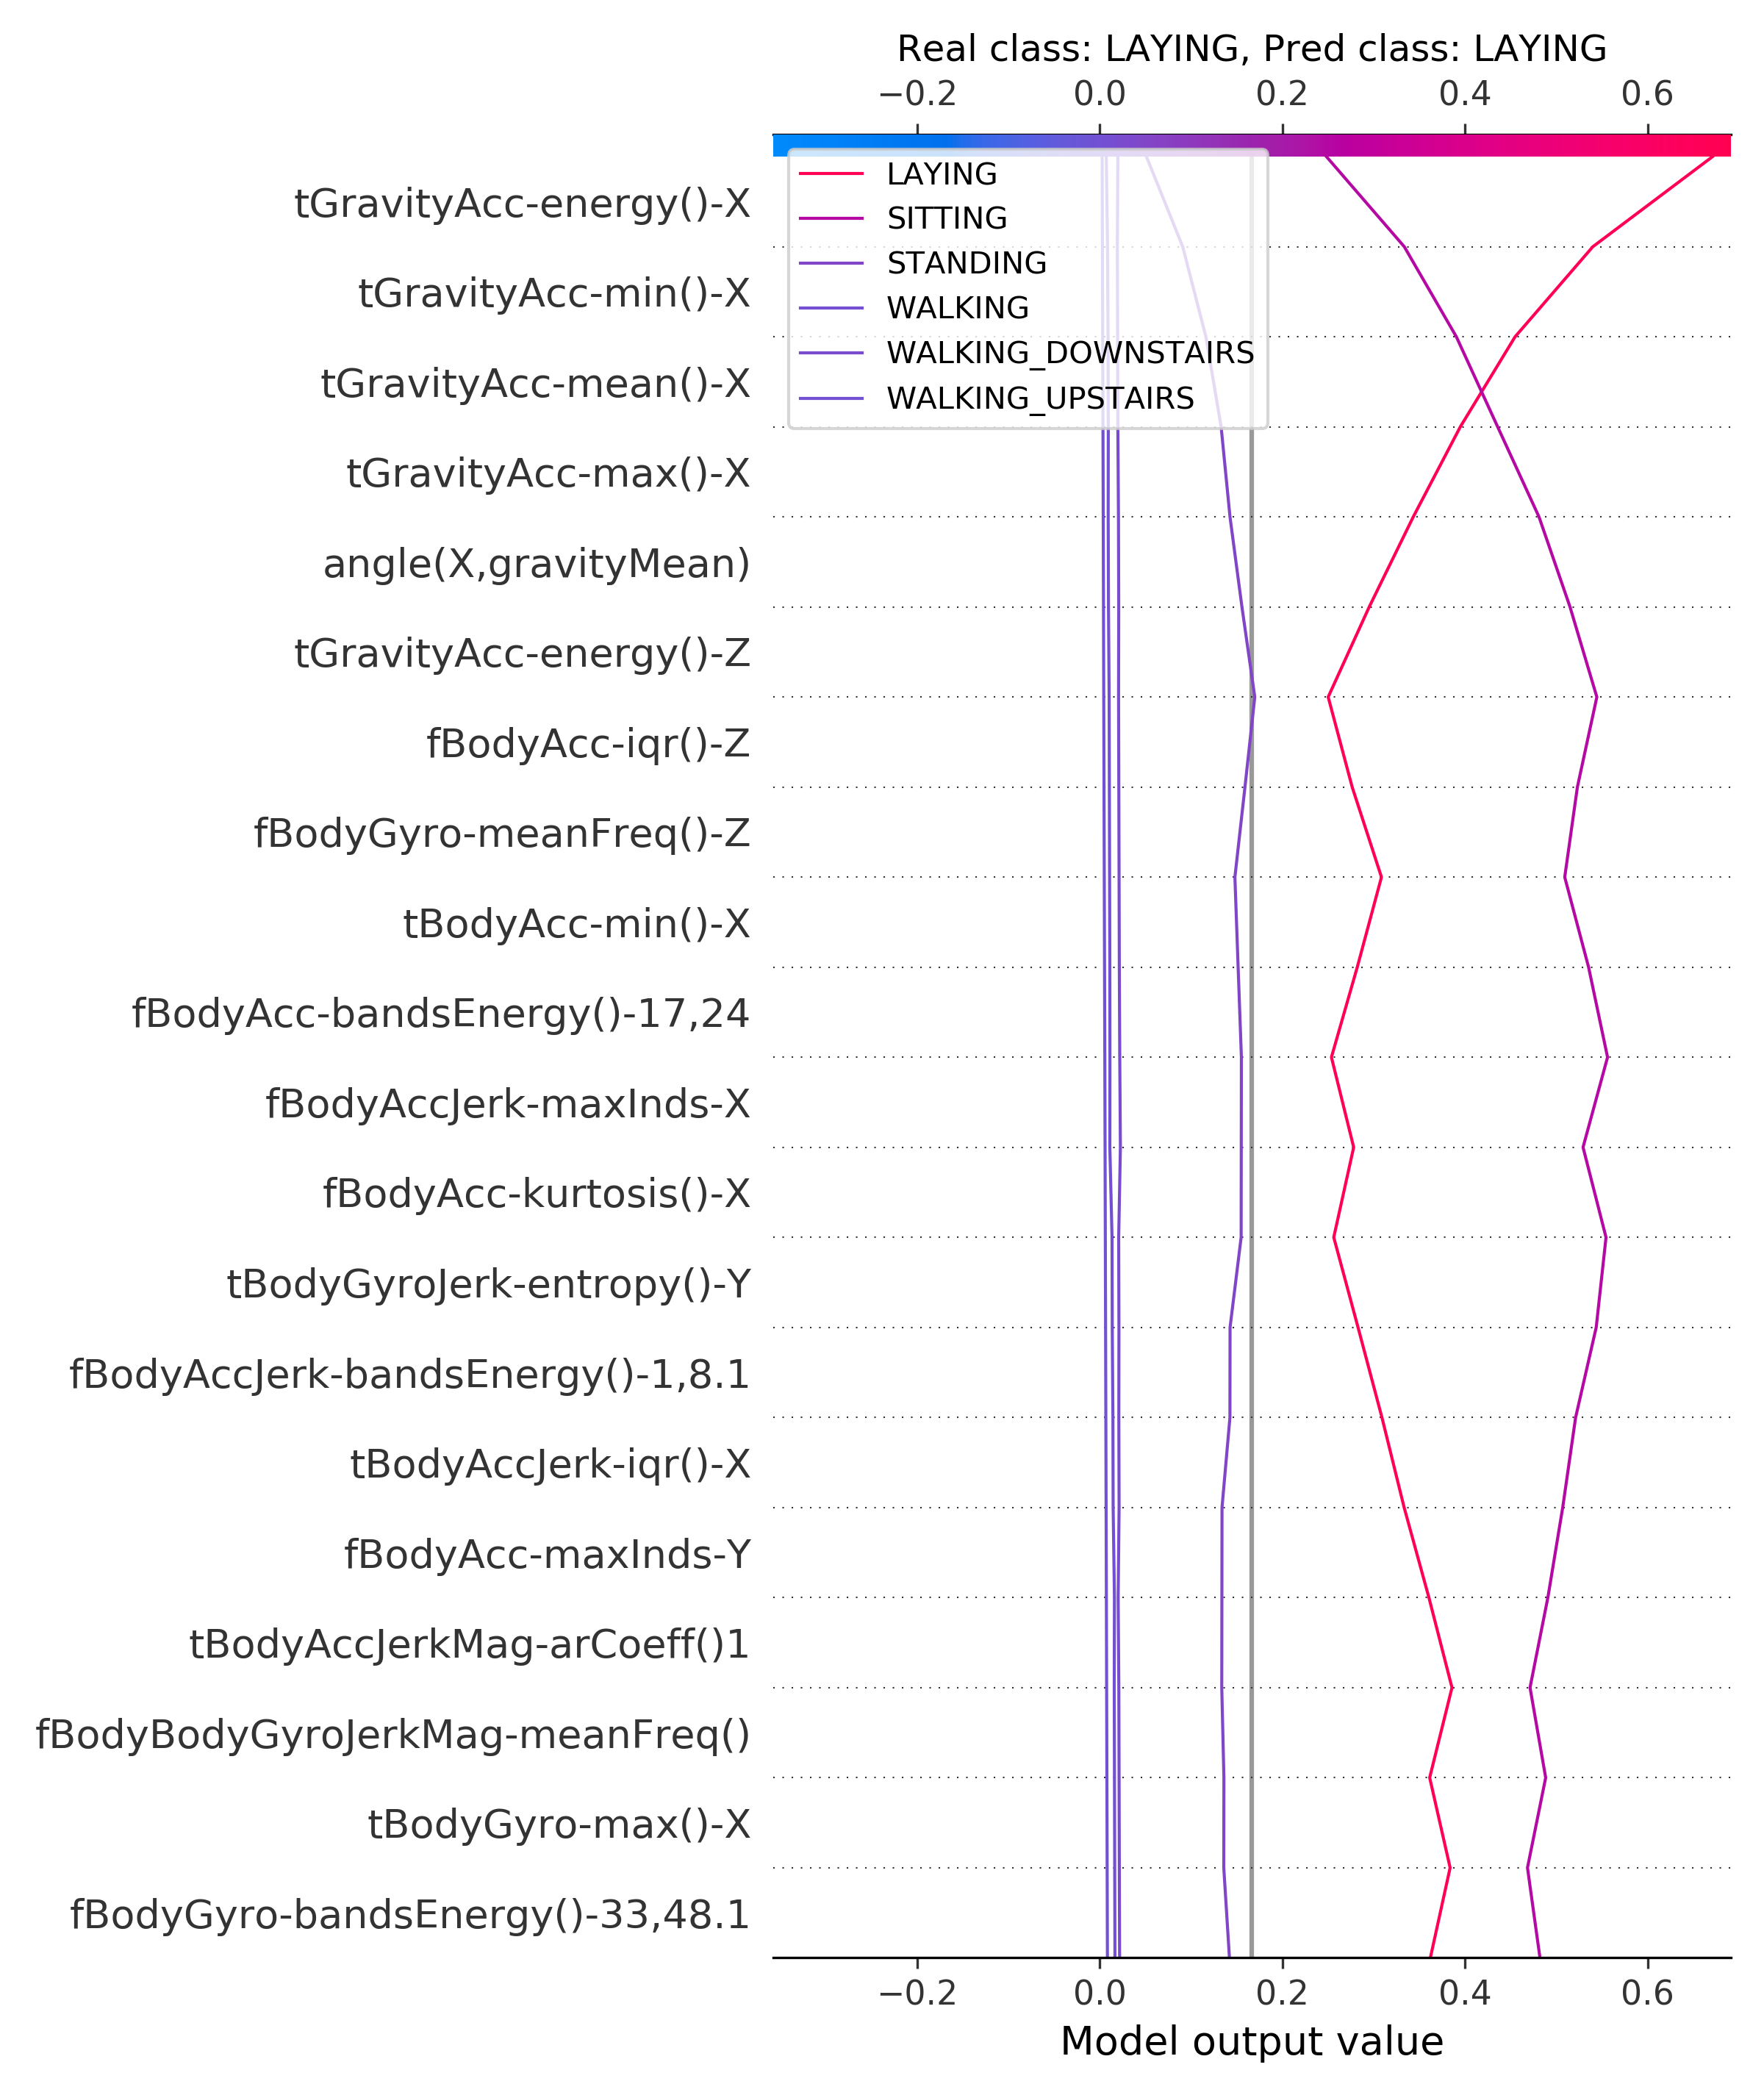 Real class: LAYING, Pred class: LAYING
−0.2 0.0 0.2 0.4 0.6
LAYING
SITTING
STANDING
WALKING
WALKING_DOWNSTAIRS
WALKING_UPSTAIRS
tGravityAcc-energy()-X
tGravityAcc-min()-X
tGravityAcc-mean()-X
tGravityAcc-max()-X
angle(X,gravityMean)
tGravityAcc-energy()-Z
fBodyAcc-iqr()-Z
fBodyGyro-meanFreq()-Z
tBodyAcc-min()-X
fBodyAcc-bandsEnergy()-17,24
fBodyAccJerk-maxInds-X
fBodyAcc-kurtosis()-X
tBodyGyroJerk-entropy()-Y
fBodyAccJerk-bandsEnergy()-1,8.1
tBodyAccJerk-iqr()-X
fBodyAcc-maxInds-Y
tBodyAccJerkMag-arCoeff()1
fBodyBodyGyroJerkMag-meanFreq()
tBodyGyro-max()-X
fBodyGyro-bandsEnergy()-33,48.1
−0.2 0.0 0.2 0.4 0.6
Model output value